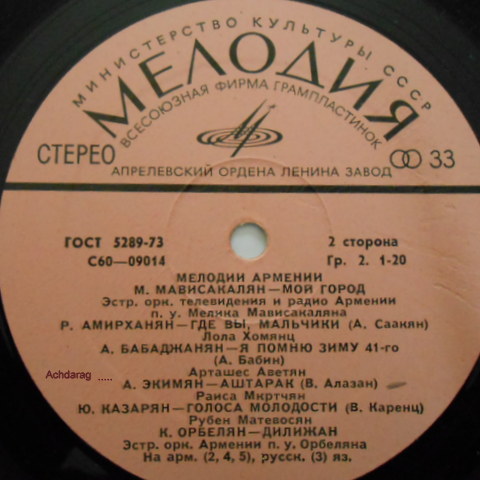 МИНИСТЕРСТВО КУЛЬТУРЫ СССР
МЕЛОДИЯ
ВСЕСОЮЗНАЯ ФИРМА ГРАМПЛАСТИНОК
СТЕРЕО
33
АПРЕЛЕВСКИЙ ОРДЕНА ЛЕНИНА ЗАВОД
ГОСТ 5289-73
2 сторона
С60—09014
Гр. 2. 1-20
МЕЛОДИИ АРМЕНИИ
М. МАВИСАКАЛЯН—МОЙ ГОРОД
Эстр. орк. телевидения и радио Армении
п. у. Мелика Мависакаляна
Р. АМИРХАНЯН—ГДЕ ВЫ, МАЛЬЧИКИ (А. Саакян)
Лола Хомянц
А. БАБАДЖАНЯН—Я ПОМНЮ ЗИМУ 41-го
(А. Бабин)
Арташес Аветян
А. ЭКИМЯН—АШТАРАК (В. Алазан)
Раиса Мкртчян
Ю. КАЗАРЯН—ГОЛОСА МОЛОДОСТИ (В. Каренц)
Рубен Матевосян
К. ОРБЕЛЯН—ДИЛИЖАН
Эстр. орк. Армении п. у. Орбеляна
На арм. (2, 4, 5), русск. (3) яз.
Achdarag .....